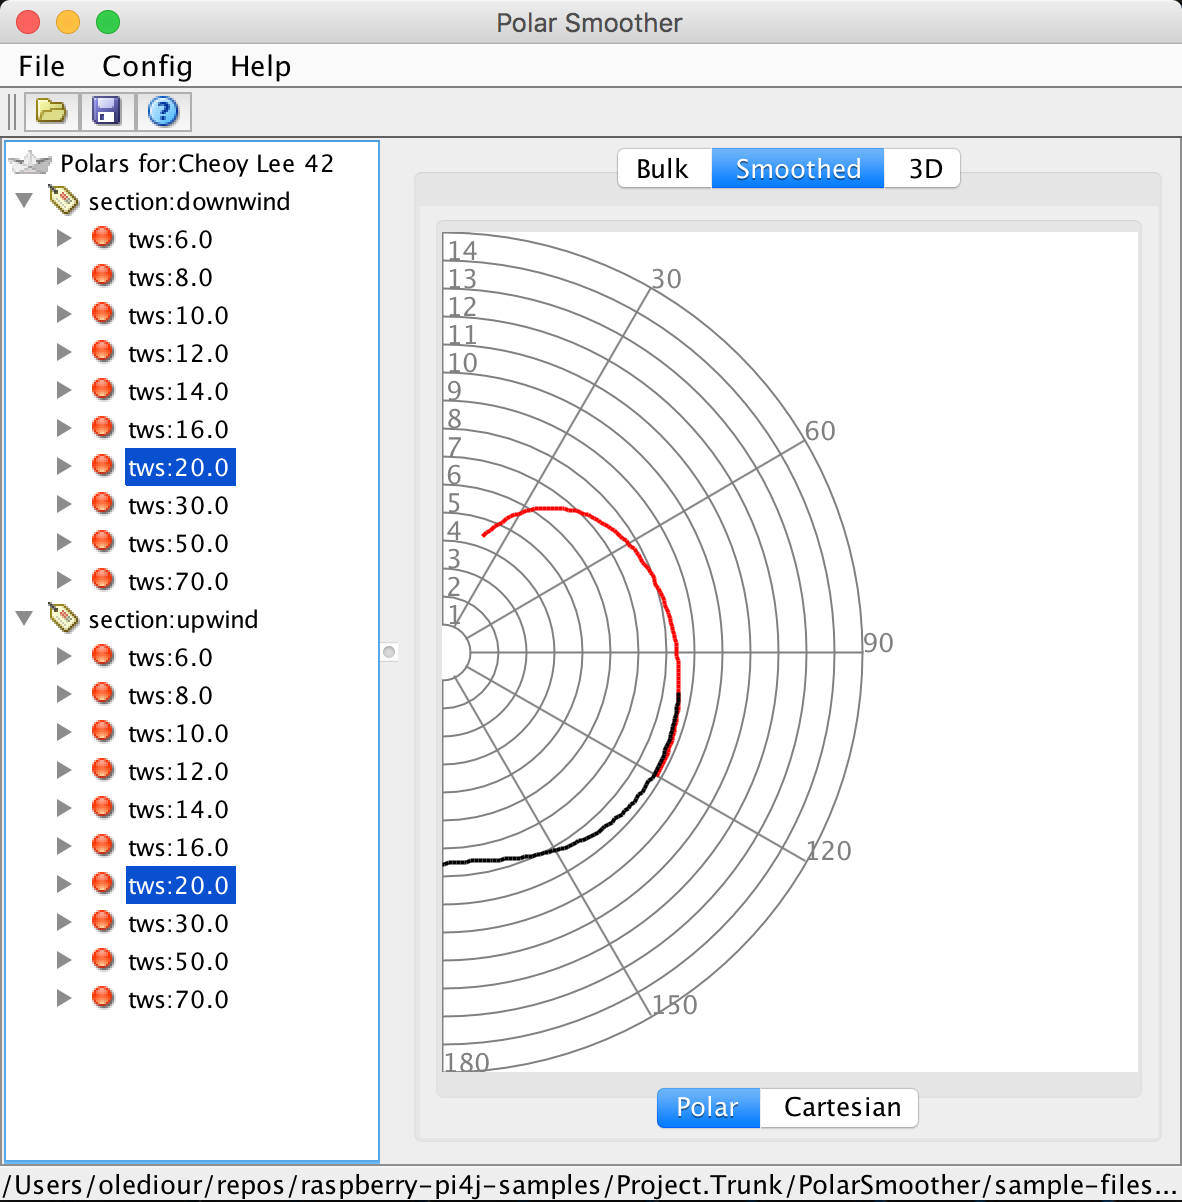 Polar Smoother
File Config Help
Polars for:Cheoy Lee 42
section:downwind
tws:6.0
tws:8.0
tws:10.0
tws:12.0
tws:14.0
tws:16.0
tws:20.0
tws:30.0
tws:50.0
tws:70.0
section:upwind
tws:6.0
tws:8.0
tws:10.0
tws:12.0
tws:14.0
tws:16.0
tws:20.0
tws:30.0
tws:50.0
tws:70.0
Bulk Smoothed 3D
14
13
12
11
10
9
8
7
6
5
4
3
2
1
30
60
90
120
150
180
Polar Cartesian
/Users/olediour/repos/raspberry-pi4j-samples/Project.Trunk/PolarSmoother/sample-files...